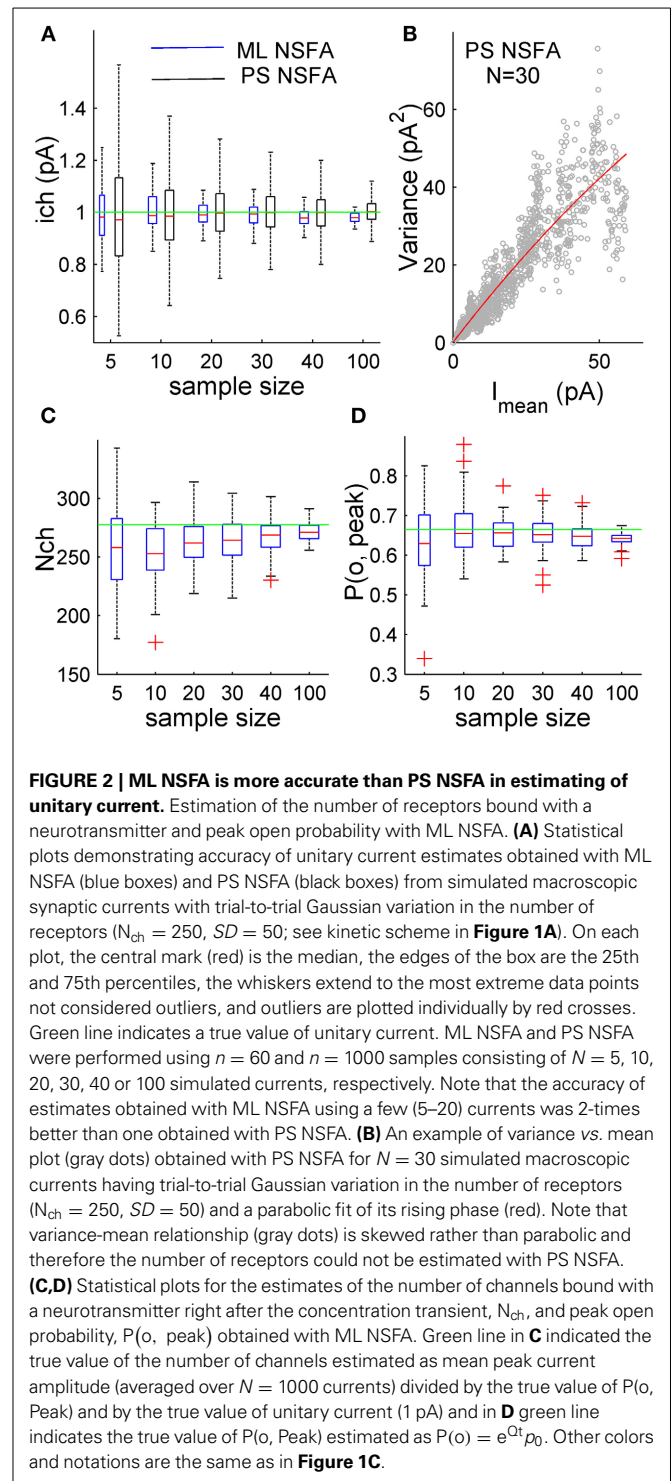 A
ML NSFA
PS NSFA
1.4
1.2
1
0.8
0.6
ich (pA)
5 10 20 30 40 100
sample size
B
PS NSFA
N=30
60
40
20
0
Variance (pA²)
0 50
I_mean (pA)
C
300
250
200
150
Nch
5 10 20 30 40 100
sample size
D
0.8
0.7
0.6
0.5
0.3
P(o, peak)
5 10 20 30 40 100
sample size
FIGURE 2 | ML NSFA is more accurate than PS NSFA in estimating of
unitary current. Estimation of the number of receptors bound with a
neurotransmitter and peak open probability with ML NSFA. (A) Statistical
plots demonstrating accuracy of unitary current estimates obtained with ML
NSFA (blue boxes) and PS NSFA (black boxes) from simulated macroscopic
synaptic currents with trial-to-trial Gaussian variation in the number of
receptors (Nch = 250, SD = 50; see kinetic scheme in Figure 1A). On each
plot, the central mark (red) is the median, the edges of the box are the 25th
and 75th percentiles, the whiskers extend to the most extreme data points
not considered outliers, and outliers are plotted individually by red crosses.
Green line indicates a true value of unitary current. ML NSFA and PS NSFA
were performed using n = 60 and n = 1000 samples consisting of N = 5, 10,
20, 30, 40 or 100 simulated currents, respectively. Note that the accuracy of
estimates obtained with ML NSFA using a few (5–20) currents was 2-times
better than one obtained with PS NSFA. (B) An example of variance vs. mean
plot (gray dots) obtained with PS NSFA for N = 30 simulated macroscopic
currents having trial-to-trial Gaussian variation in the number of receptors
(Nch = 250, SD = 50) and a parabolic fit of its rising phase (red). Note that
variance-mean relationship (gray dots) is skewed rather than parabolic and
therefore the number of receptors could not be estimated with PS NSFA.
(C,D) Statistical plots for the estimates of the number of channels bound with
a neurotransmitter right after the concentration transient, Nch, and peak open
probability, P(o, peak) obtained with ML NSFA. Green line in C indicated the
true value of the number of channels estimated as mean peak current
amplitude (averaged over N = 1000 currents) divided by the true value of P(o,
Peak) and by the true value of unitary current (1 pA) and in D green line
indicates the true value of P(o, Peak) estimated as P(o) = e^Qt p0. Other colors
and notations are the same as in Figure 1C.